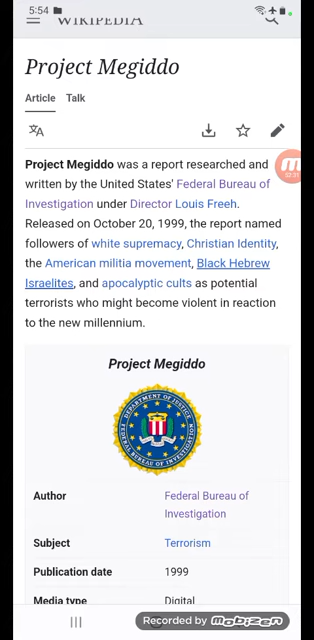 5:54
WIKIPEDIA
Project Megiddo
Article Talk
Project Megiddo was a report researched and
written by the United States' Federal Bureau of
Investigation under Director Louis Freeh.
Released on October 20, 1999, the report named
followers of white supremacy, Christian Identity,
the American militia movement, Black Hebrew
Israelites, and apocalyptic cults as potential
terrorists who might become violent in reaction
to the new millennium.
Project Megiddo
DEPARTMENT OF JUSTICE
FEDERAL BUREAU OF INVESTIGATION
Author Federal Bureau of
Investigation
Subject Terrorism
Publication date 1999
Media type Digital
Recorded by mobizen